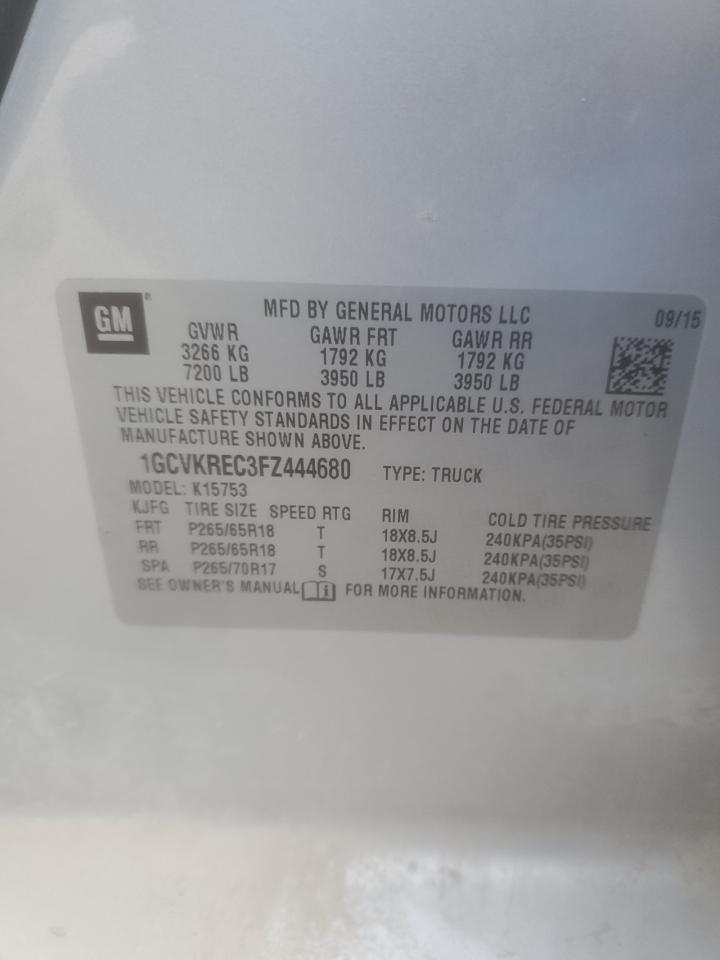 GM®
MFD BY GENERAL MOTORS LLC 09/15
GVWR GAWR FRT GAWR RR
3266 KG 1792 KG 1792 KG
7200 LB 3950 LB 3950 LB
THIS VEHICLE CONFORMS TO ALL APPLICABLE U.S. FEDERAL MOTOR
VEHICLE SAFETY STANDARDS IN EFFECT ON THE DATE OF
MANUFACTURE SHOWN ABOVE.
1GCVKREC3FZ444680 TYPE: TRUCK
MODEL: K15753
KJFG TIRE SIZE SPEED RTG RIM COLD TIRE PRESSURE
FRT P265/65R18 T 18X8.5J 240KPA(35PSI)
RR P265/65R18 T 18X8.5J 240KPA(35PSI)
SPA P265/70R17 S 17X7.5J 240KPA(35PSI)
SEE OWNER'S MANUAL i FOR MORE INFORMATION.